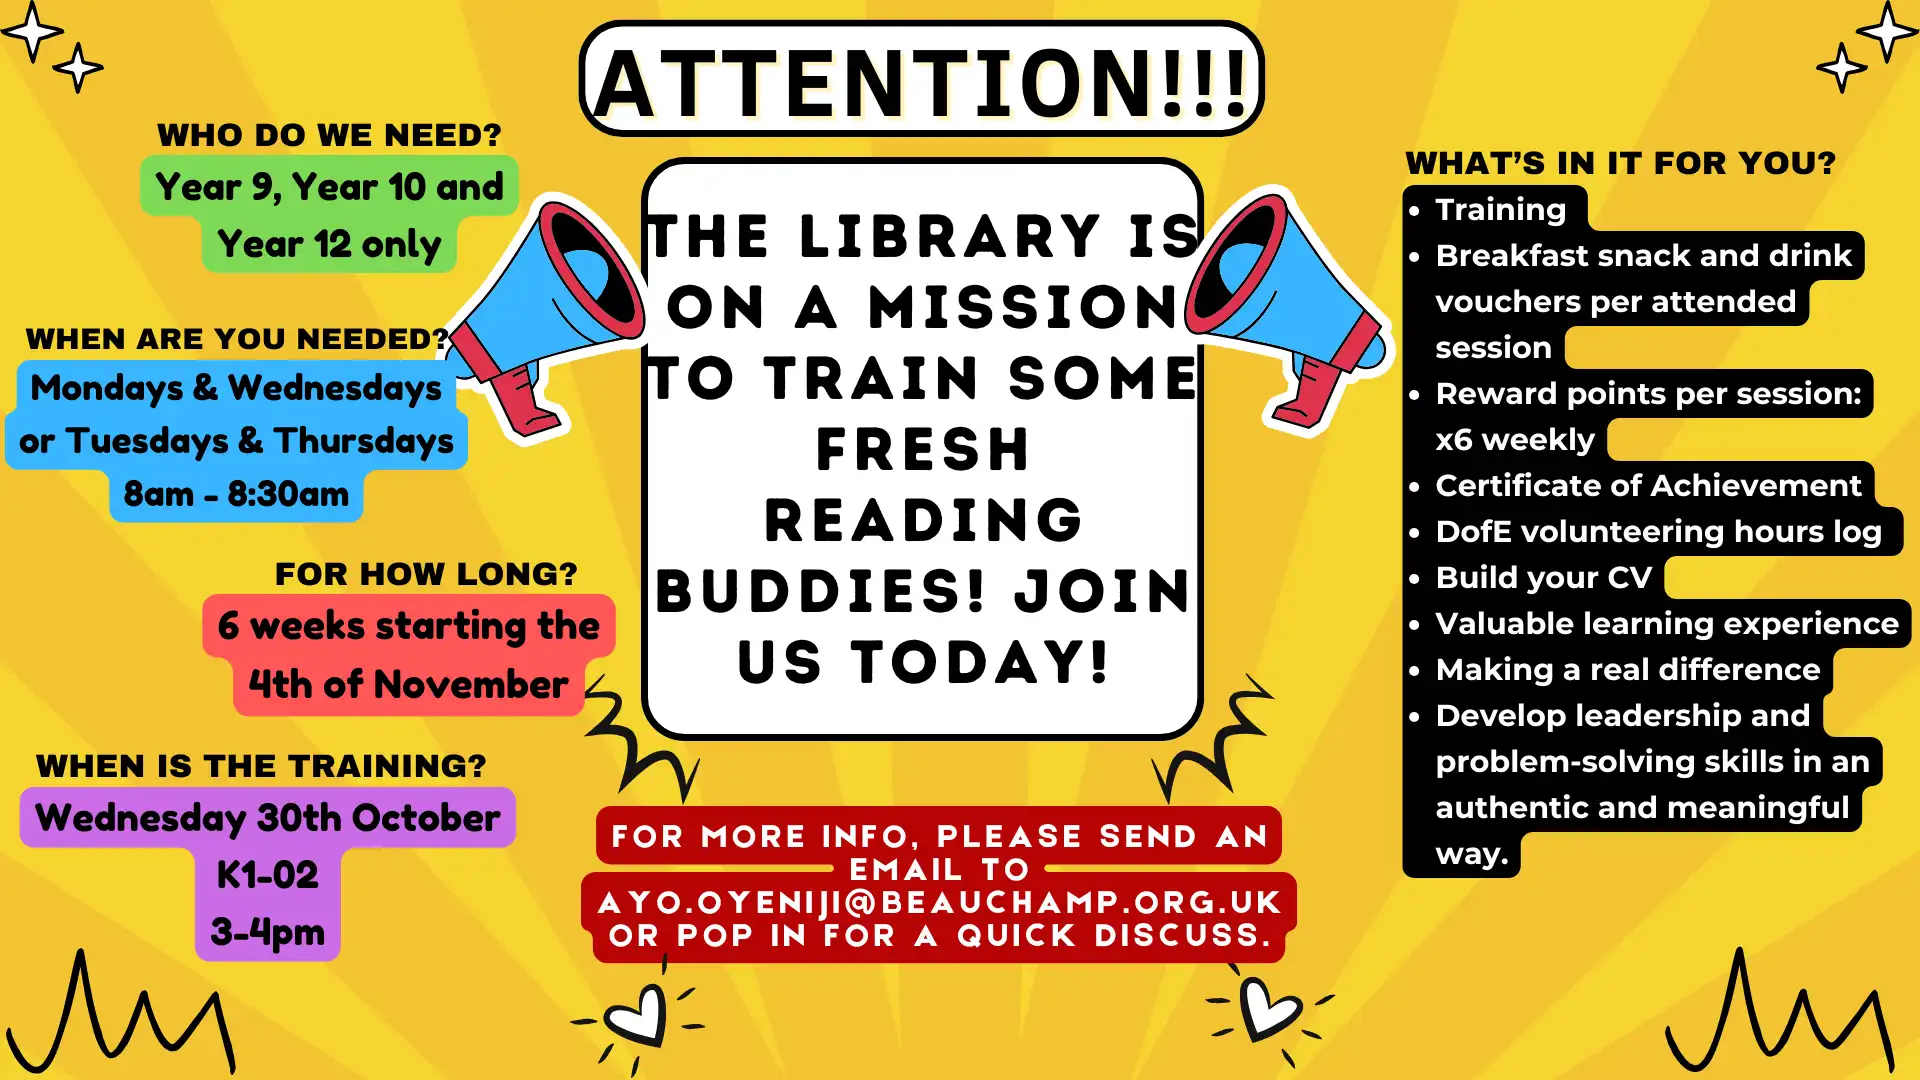 ATTENTION!!!
WHO DO WE NEED?
Year 9, Year 10 and
Year 12 only
WHEN ARE YOU NEEDED?
Mondays & Wednesdays
or Tuesdays & Thursdays
8am - 8:30am
FOR HOW LONG?
6 weeks starting the
4th of November
WHEN IS THE TRAINING?
Wednesday 30th October
K1-02
3-4pm
THE LIBRARY IS
ON A MISSION
TO TRAIN SOME
FRESH
READING
BUDDIES! JOIN
US TODAY!
FOR MORE INFO, PLEASE SEND AN
EMAIL TO
AYO.OYENIJI@BEAUCHAMP.ORG.UK
OR POP IN FOR A QUICK DISCUSS.
WHAT'S IN IT FOR YOU?
• Training
• Breakfast snack and drink
vouchers per attended
session
• Reward points per session:
x6 weekly
• Certificate of Achievement
• DofE volunteering hours log
• Build your CV
• Valuable learning experience
• Making a real difference
• Develop leadership and
problem-solving skills in an
authentic and meaningful
way.